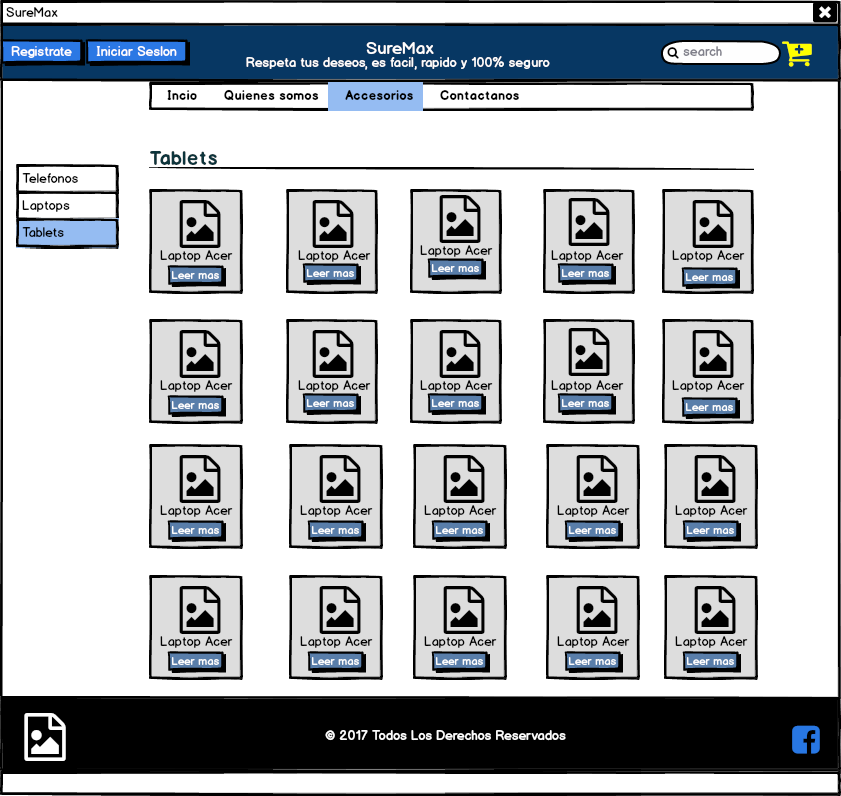 SureMax
Registrate Iniciar Seslon
SureMax
search
Respeta tus deseos, es facil, rapido y 100% seguro
Incio Quienes somos Accesorios Contactanos
Tablets
Telefonos
Laptops
Tablets
Laptop Acer Laptop Acer Laptop Acer Laptop Acer Laptop Acer
Leer mas Leer mas Leer mas Leer mas Leer mas
Laptop Acer Laptop Acer Laptop Acer Laptop Acer Laptop Acer
Leer mas Leer mas Leer mas Leer mas Leer mas
Laptop Acer Laptop Acer Laptop Acer Laptop Acer Laptop Acer
Leer mas Leer mas Leer mas Leer mas Leer mas
Laptop Acer Laptop Acer Laptop Acer Laptop Acer Laptop Acer
Leer mas Leer mas Leer mas Leer mas Leer mas
© 2017 Todos Los Derechos Reservados